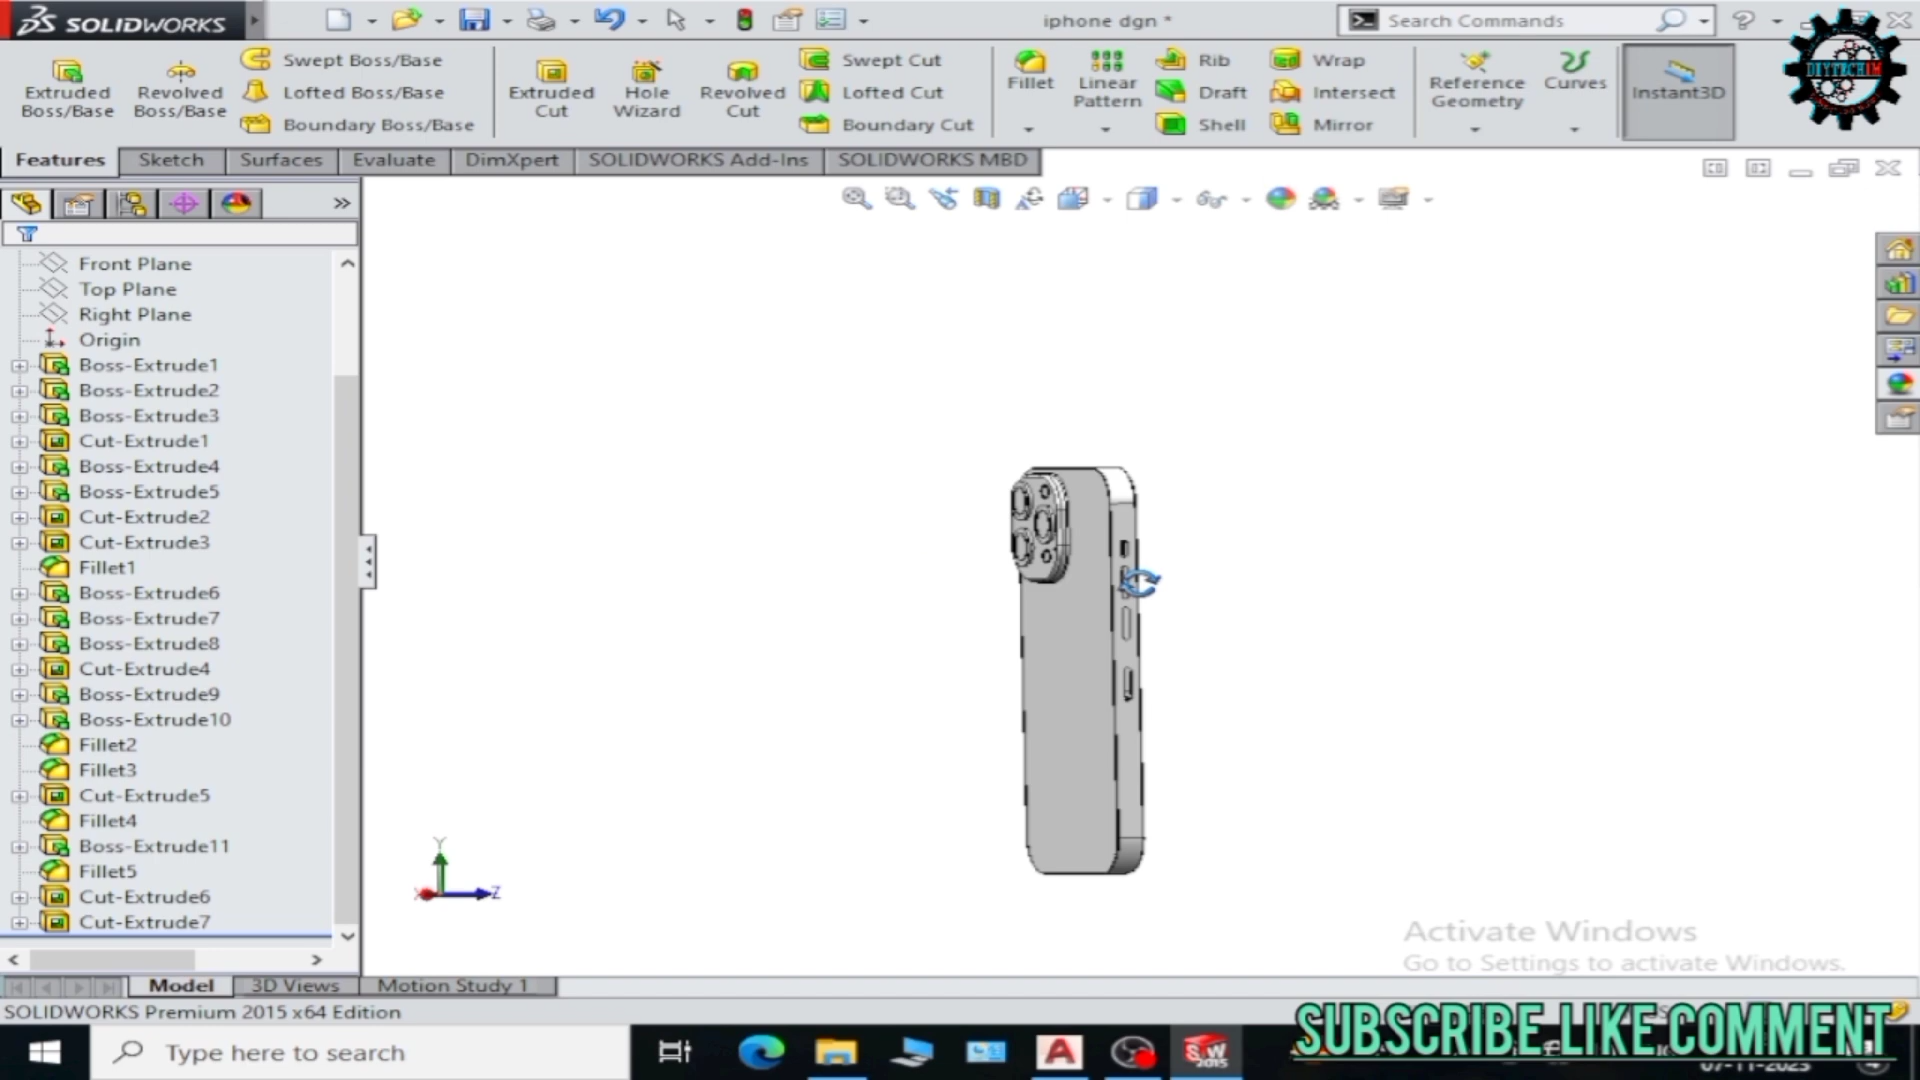 SOLIDWORKS
iphone dgn *
Search Commands
Extruded Boss/Base
Revolved Boss/Base
Swept Boss/Base
Lofted Boss/Base
Boundary Boss/Base
Extruded Cut
Hole Wizard
Revolved Cut
Swept Cut
Lofted Cut
Boundary Cut
Fillet
Linear Pattern
Rib
Draft
Shell
Wrap
Intersect
Mirror
Reference Geometry
Curves
Instant3D
DIYTECHIM
Features
Sketch
Surfaces
Evaluate
DimXpert
SOLIDWORKS Add-Ins
SOLIDWORKS MBD
Front Plane
Top Plane
Right Plane
Origin
Boss-Extrude1
Boss-Extrude2
Boss-Extrude3
Cut-Extrude1
Boss-Extrude4
Boss-Extrude5
Cut-Extrude2
Cut-Extrude3
Fillet1
Boss-Extrude6
Boss-Extrude7
Boss-Extrude8
Cut-Extrude4
Boss-Extrude9
Boss-Extrude10
Fillet2
Fillet3
Cut-Extrude5
Fillet4
Boss-Extrude11
Fillet5
Cut-Extrude6
Cut-Extrude7
Y
X
Z
Activate Windows
Go to Settings to activate Windows.
Model
3D Views
Motion Study 1
SOLIDWORKS Premium 2015 x64 Edition
SUBSCRIBE LIKE COMMENT
Type here to search
SW
2015
07-11-2023